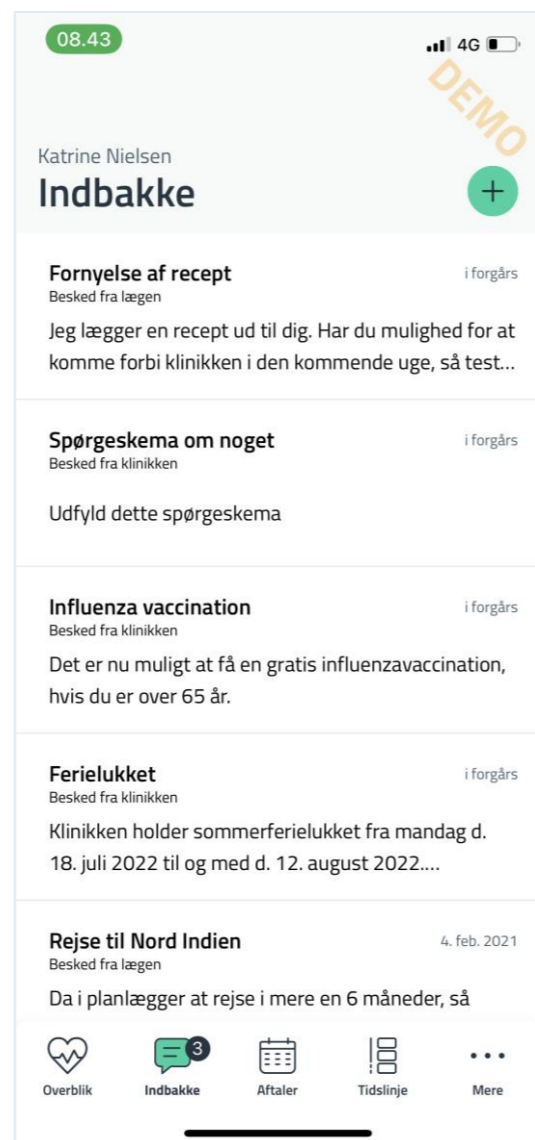 08.43
4G
DEMO
Katrine Nielsen
Indbakke
+
Fornyelse af recept
i forgårs
Besked fra lægen
Jeg lægger en recept ud til dig. Har du mulighed for at
komme forbi klinikken i den kommende uge, så test...
Spørgeskema om noget
i forgårs
Besked fra klinikken
Udfyld dette spørgeskema
Influenza vaccination
i forgårs
Besked fra klinikken
Det er nu muligt at få en gratis influenzavaccination,
hvis du er over 65 år.
Ferielukket
i forgårs
Besked fra klinikken
Klinikken holder sommerferielukket fra mandag d.
18. juli 2022 til og med d. 12. august 2022....
Rejse til Nord Indien
4. feb. 2021
Besked fra lægen
Da i planlægger at rejse i mere en 6 måneder, så
3
Overblik
Indbakke
Aftaler
Tidslinje
Mere